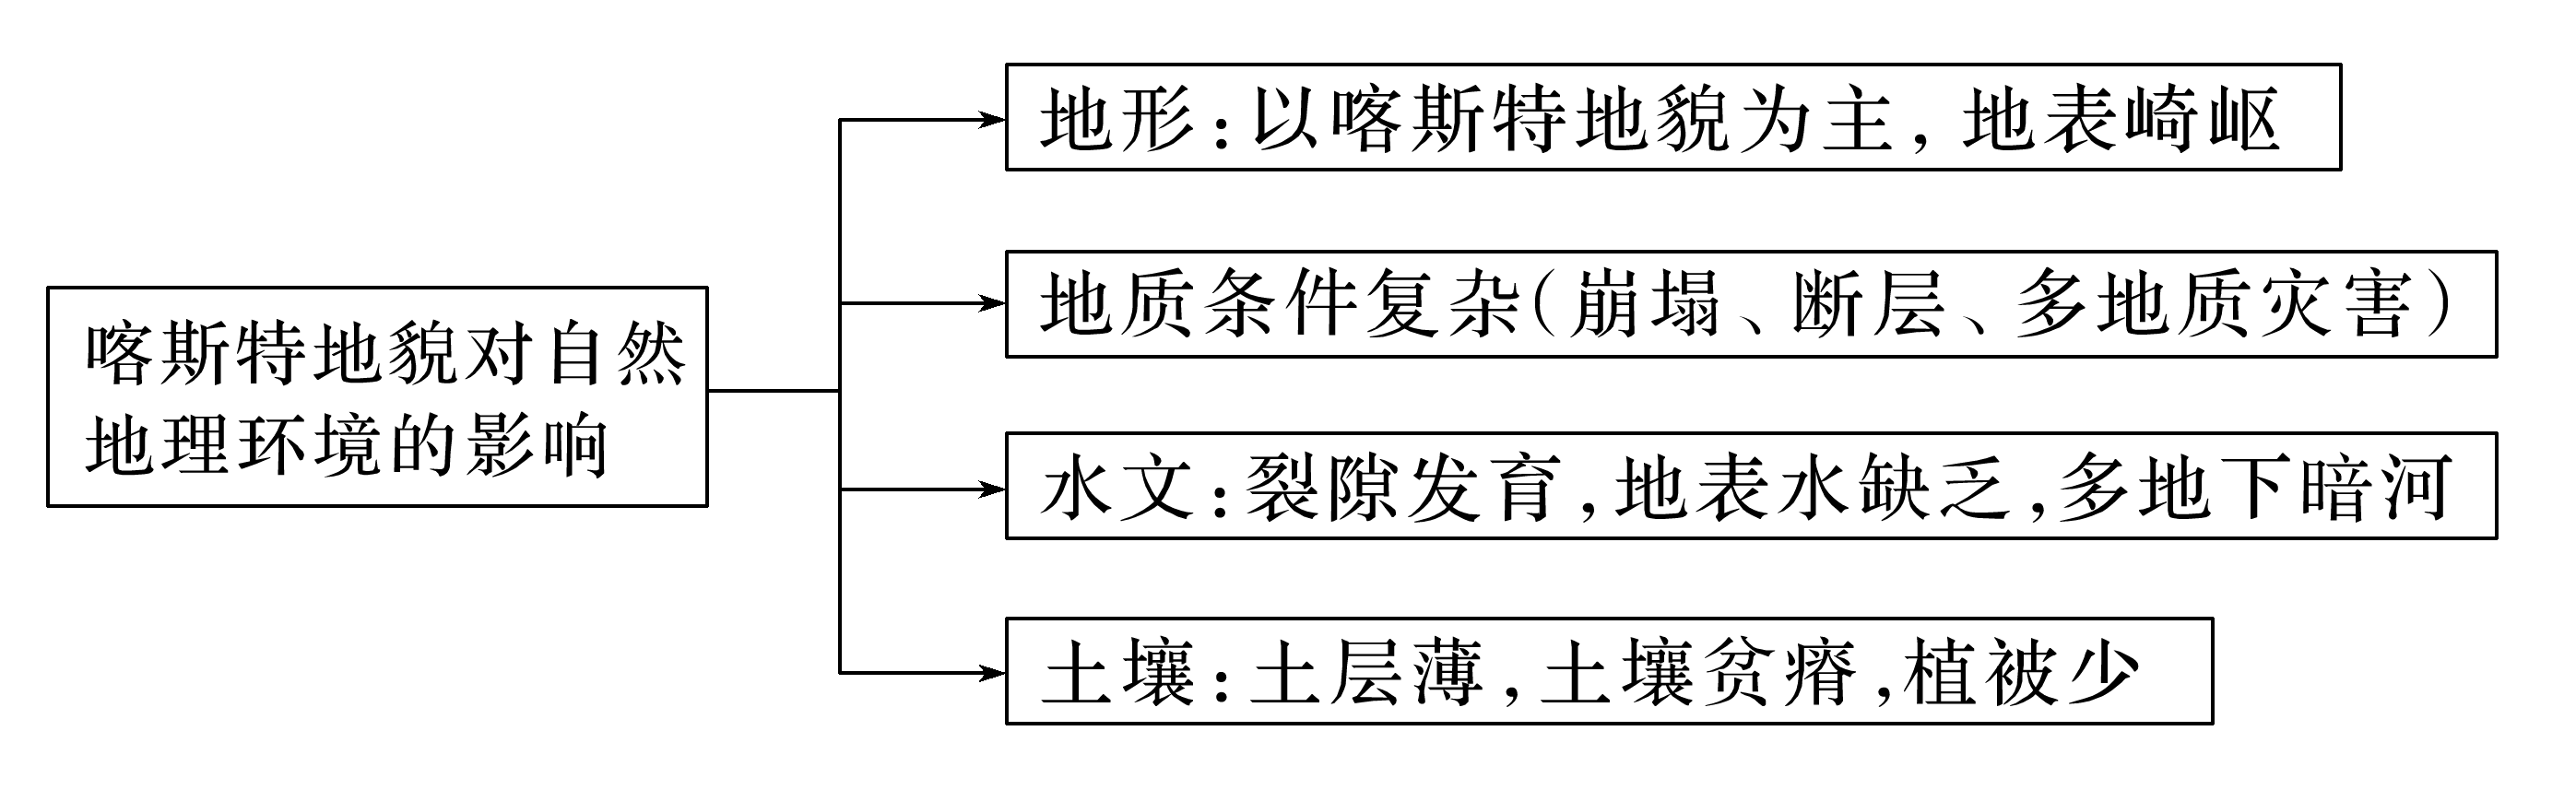 喀斯特地貌对自然
地理环境的影响
地形:以喀斯特地貌为主,地表崎岖
地质条件复杂(崩塌、断层、多地质灾害)
水文:裂隙发育,地表水缺乏,多地下暗河
土壤:土层薄,土壤贫瘠,植被少